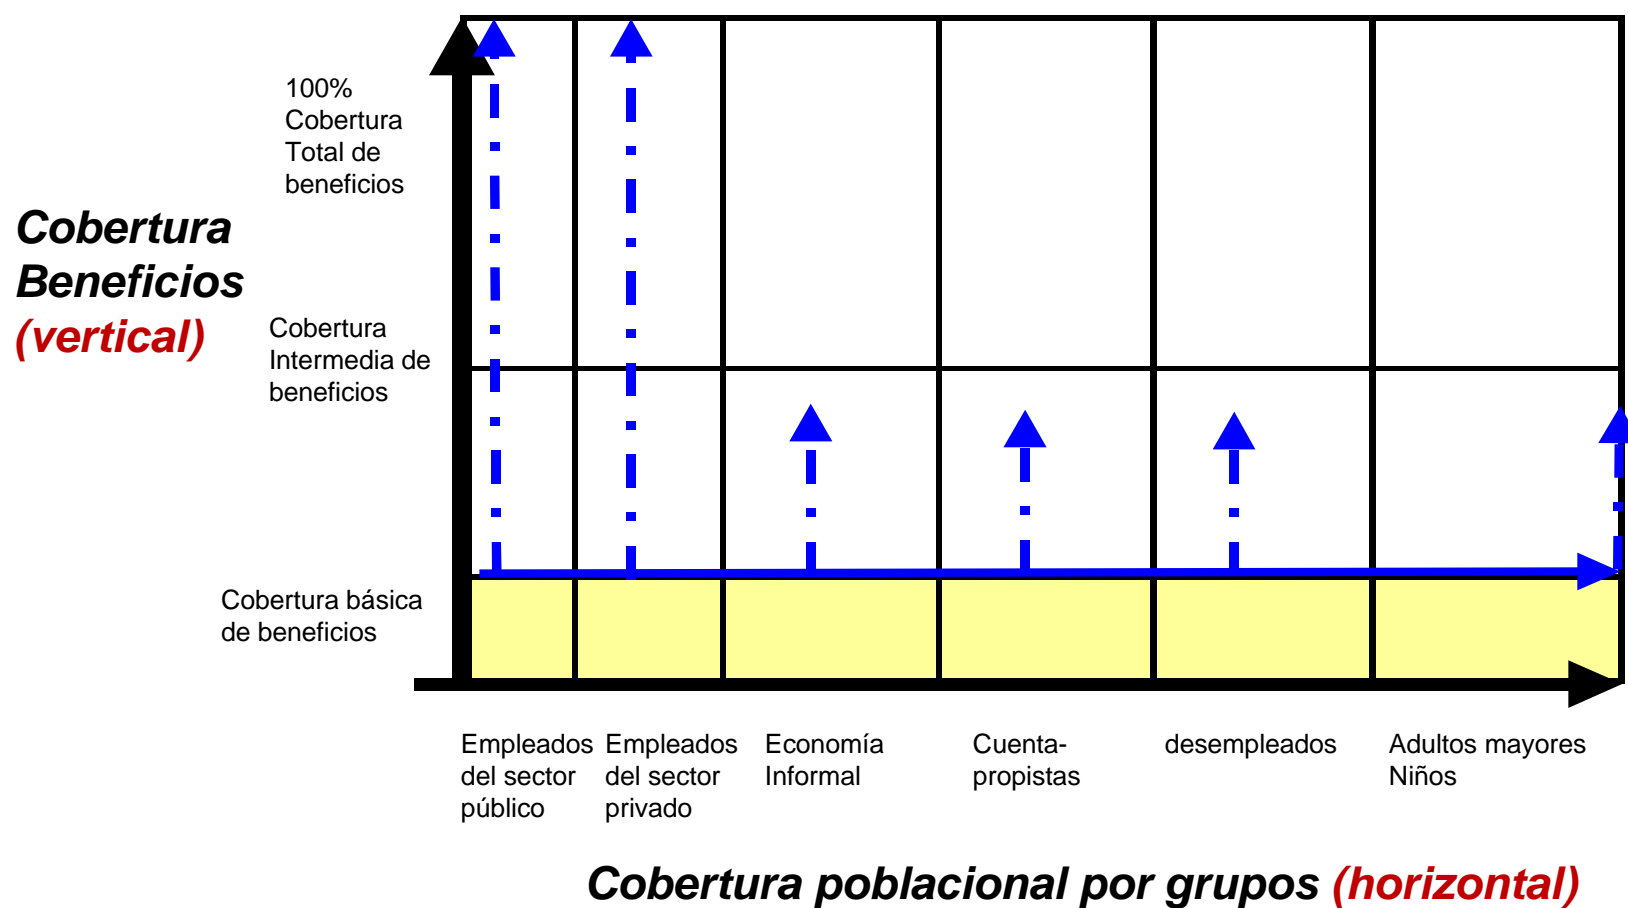 100%
Cobertura
Total de
beneficios
Cobertura
Beneficios
(vertical)
Cobertura
Intermedia de
beneficios
Cobertura básica
de beneficios
Empleados
del sector
público
Empleados
del sector
privado
Economía
Informal
Cuenta-
propistas
desempleados
Adultos mayores
Niños
Cobertura poblacional por grupos (horizontal)